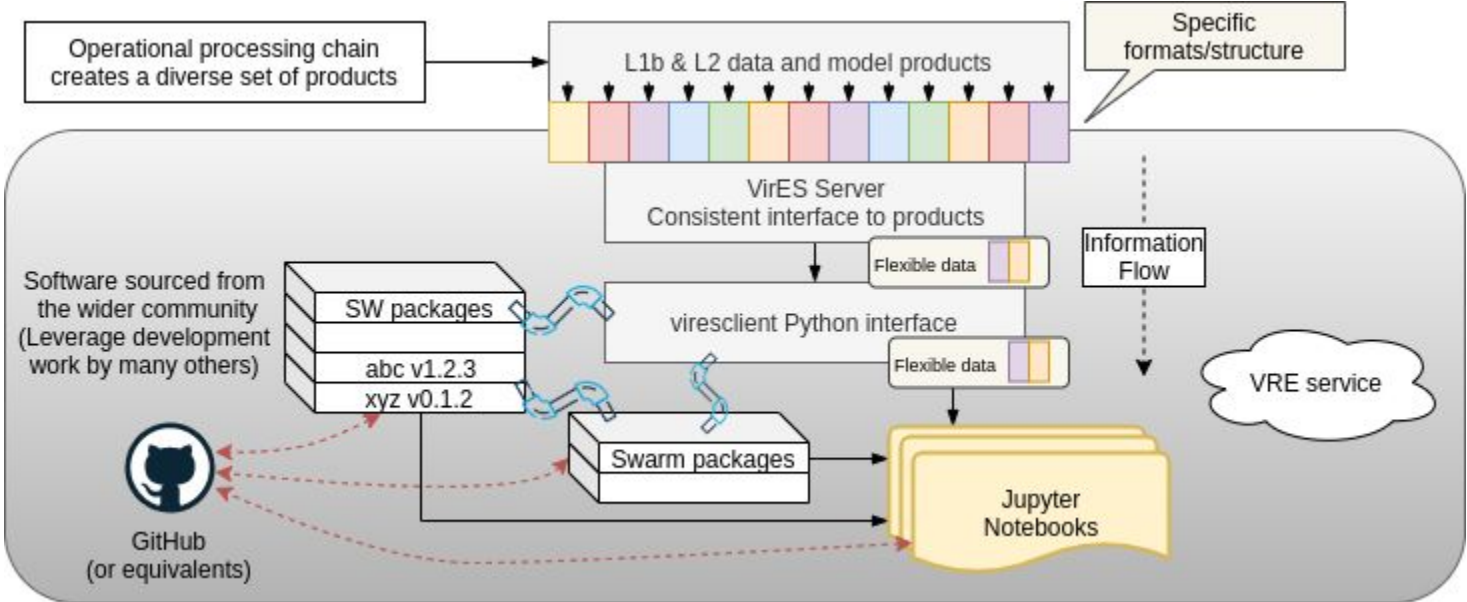 Operational processing chain
creates a diverse set of products
L1b & L2 data and model products
Specific
formats/structure
VirES Server
Consistent interface to products
Flexible data
Information
Flow
Software sourced from
the wider community
(Leverage development
work by many others)
SW packages
abc v1.2.3
xyz v0.1.2
viresclient Python interface
Flexible data
VRE service
Swarm packages
Jupyter
Notebooks
GitHub
(or equivalents)